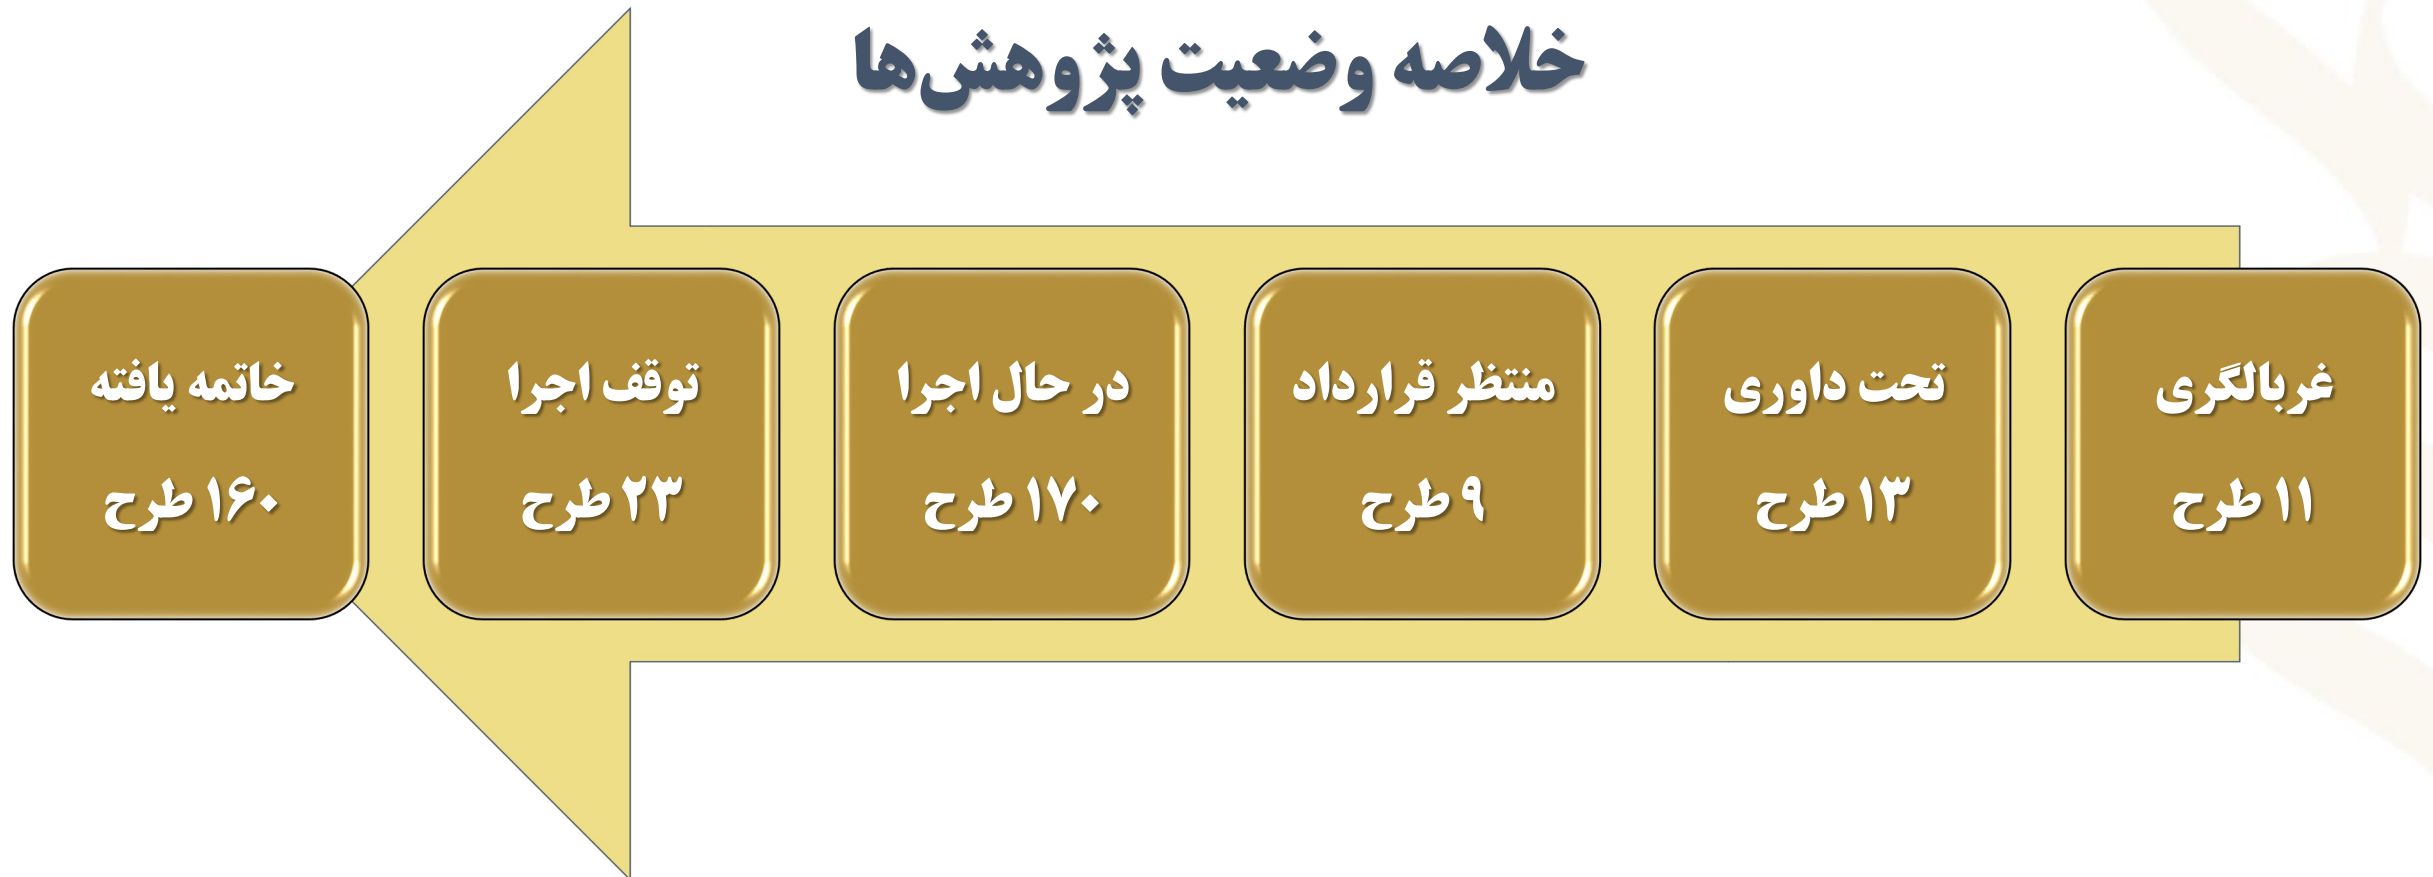 خلاصه وضعیت پژوهش‌ها
غربالگری
۱۱ طرح
تحت داوری
۱۳ طرح
منتظر قرارداد
۹ طرح
در حال اجرا
۱۷۰ طرح
توقف اجرا
۲۳ طرح
خاتمه یافته
۱۶۰ طرح